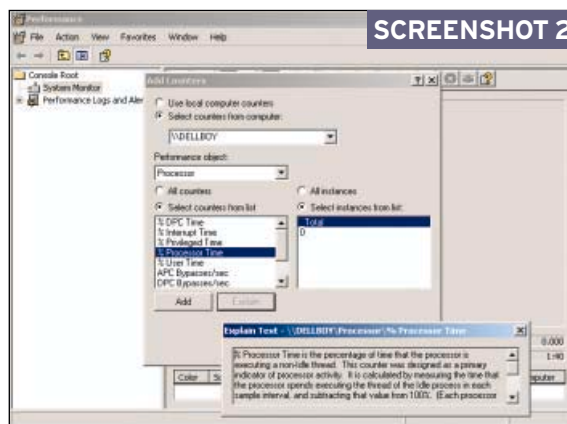 SCREENSHOT 2
Performance
File Action View Favorites Window Help
Console Root
System Monitor
Performance Logs and Aler
Add Counters
Use local computer counters
Select counters from computer:
\\DELLBOY
Performance object:
Processor
All counters
All instances
Select counters from list
Select instances from list:
% DPC Time
% Interrupt Time
% Privileged Time
% Processor Time
% User Time
APC Bypasses/sec
DPC Bypasses/sec
_Total
0
Add
Explain
Explain Text - \\DELLBOY\Processor\% Processor Time
% Processor Time is the percentage of time that the processor is
executing a non-idle thread. This counter was designed as a primary
indicator of processor activity. It is calculated by measuring the time that
the processor spends executing the thread of the Idle process in each
sample interval, and subtracting that value from 100%. (Each processor
0.000
1:40
Color
Sc
mputer